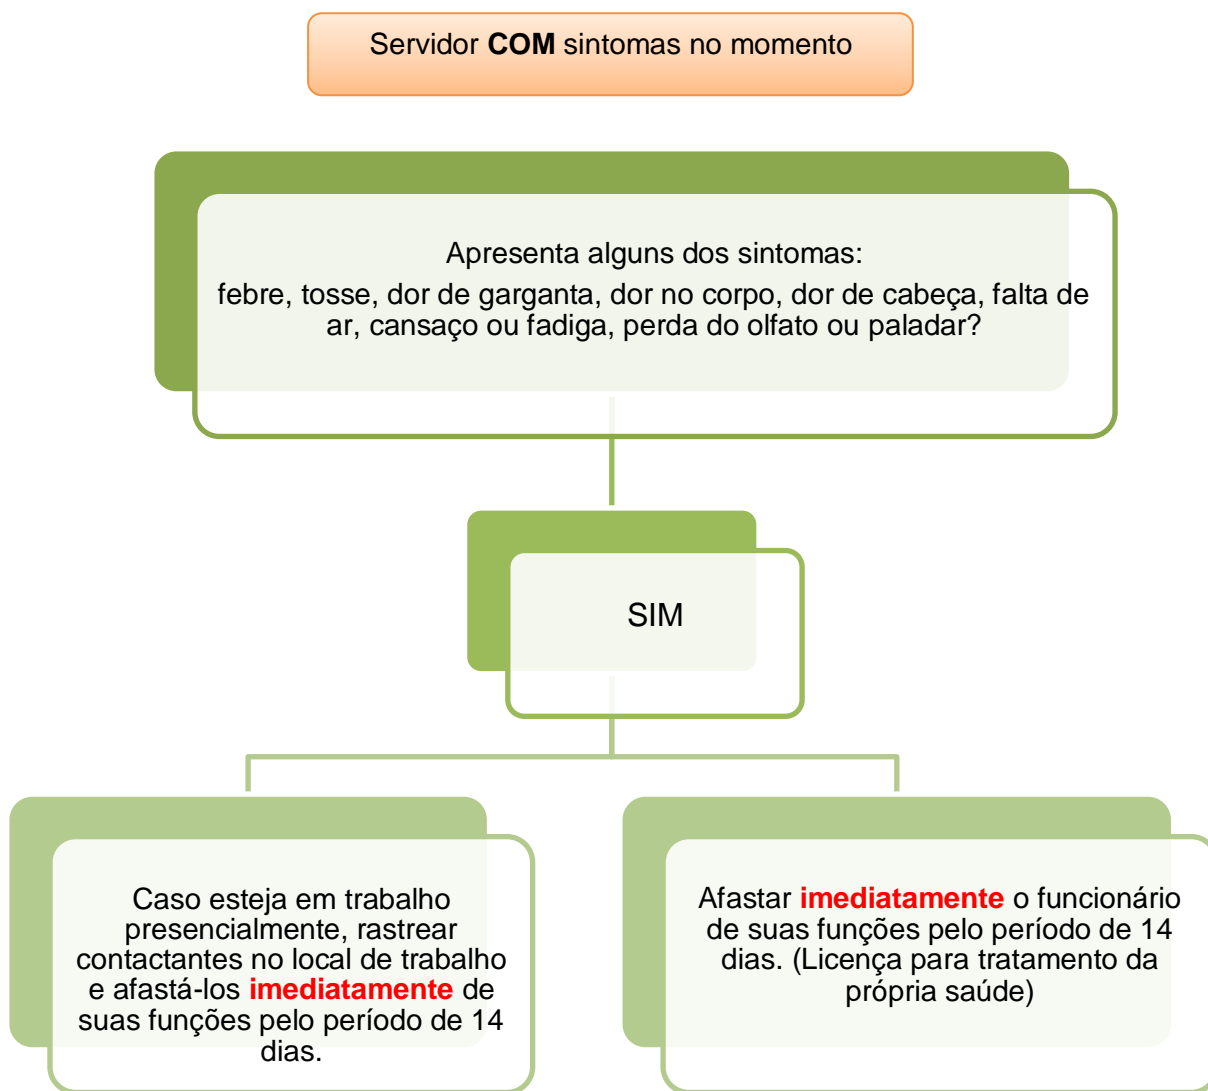 Servidor COM sintomas no momento
Apresenta alguns dos sintomas:
febre, tosse, dor de garganta, dor no corpo, dor de cabeça, falta de
ar, cansaço ou fadiga, perda do olfato ou paladar?
SIM
Caso esteja em trabalho
presencialmente, rastrear
contactantes no local de trabalho
e afastá-los imediatamente de
suas funções pelo período de 14
dias.
Afastar imediatamente o funcionário
de suas funções pelo período de 14
dias. (Licença para tratamento da
própria saúde)